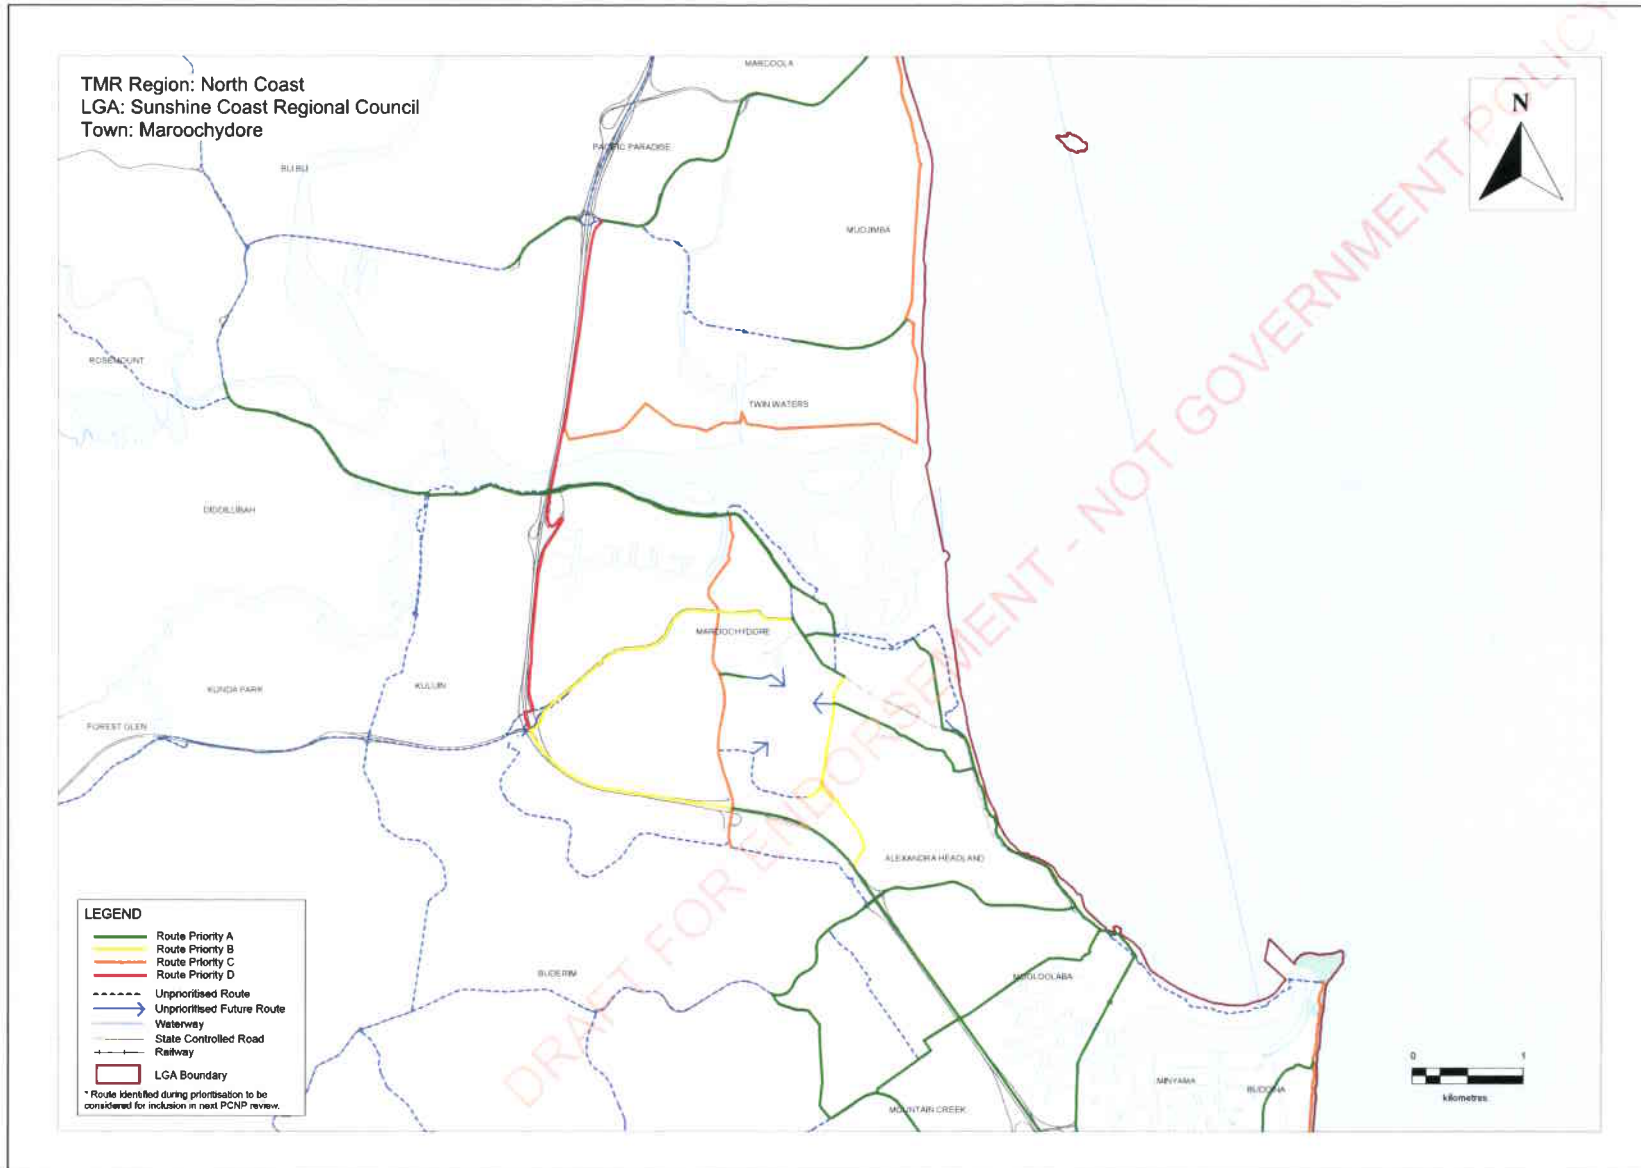 TMR Region: North Coast
LGA: Sunshine Coast Regional Council
Town: Maroochydore
MARCOOLA
N
PACIFIC PARADISE
BLI BLI
MUDJIMBA
ROSEMOUNT
TWIN WATERS
DIDDILLIBAH
MAROOCHYDORE
KUNDA PARK
KULUIN
FOREST GLEN
ALEXANDRA HEADLAND
BUDERIM
MOOLOOLABA
MINYAMA
BUDDINA
MOUNTAIN CREEK
LEGEND
Route Priority A
Route Priority B
Route Priority C
Route Priority D
Unprioritised Route
Unprioritised Future Route
Waterway
State Controlled Road
Railway
LGA Boundary
* Route identified during prioritisation to be
considered for inclusion in next PCNP review.
0 1
kilometres
DRAFT FOR ENDORSEMENT - NOT GOVERNMENT POLICY